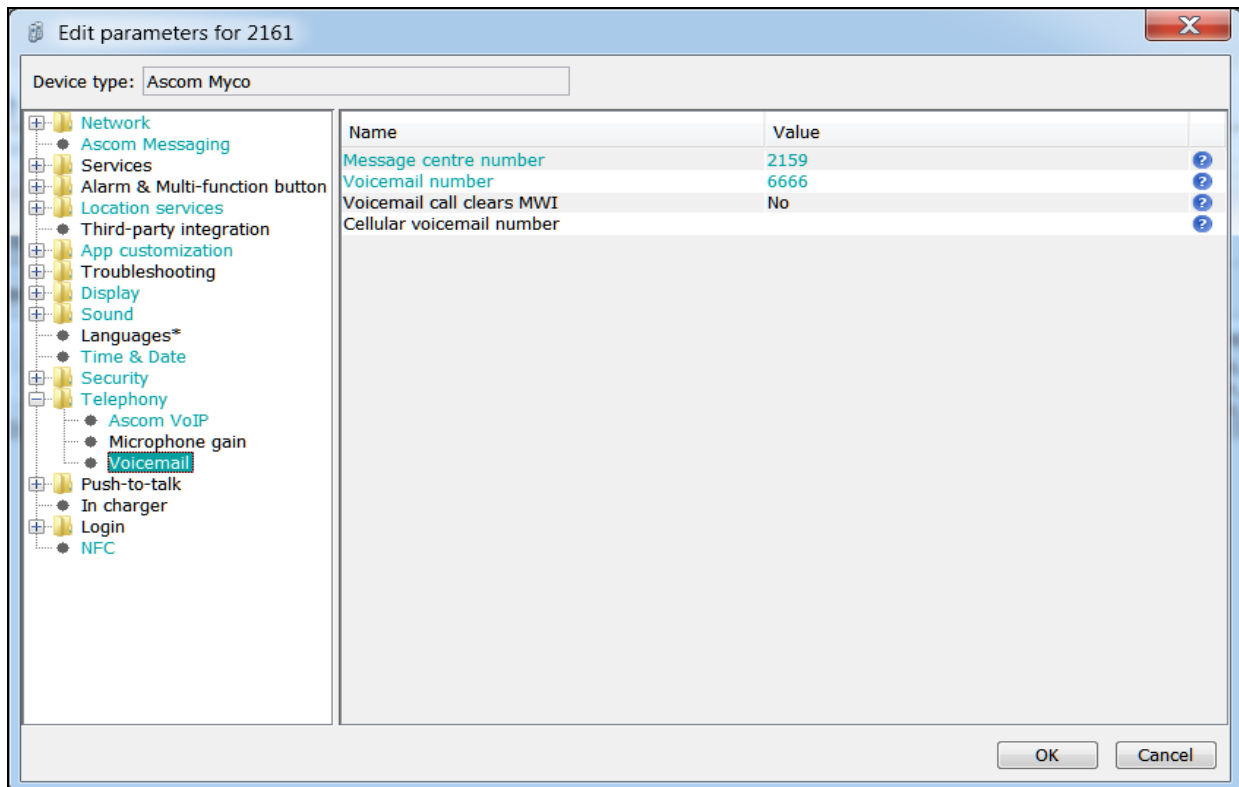 Edit parameters for 2161
Device type: Ascom Myco
Network
Ascom Messaging
Services
Alarm & Multi-function button
Location services
Third-party integration
App customization
Troubleshooting
Display
Sound
Languages*
Time & Date
Security
Telephony
Ascom VoIP
Microphone gain
Voicemail
Push-to-talk
In charger
Login
NFC
Name Value
Message centre number 2159
Voicemail number 6666
Voicemail call clears MWI No
Cellular voicemail number
OK Cancel